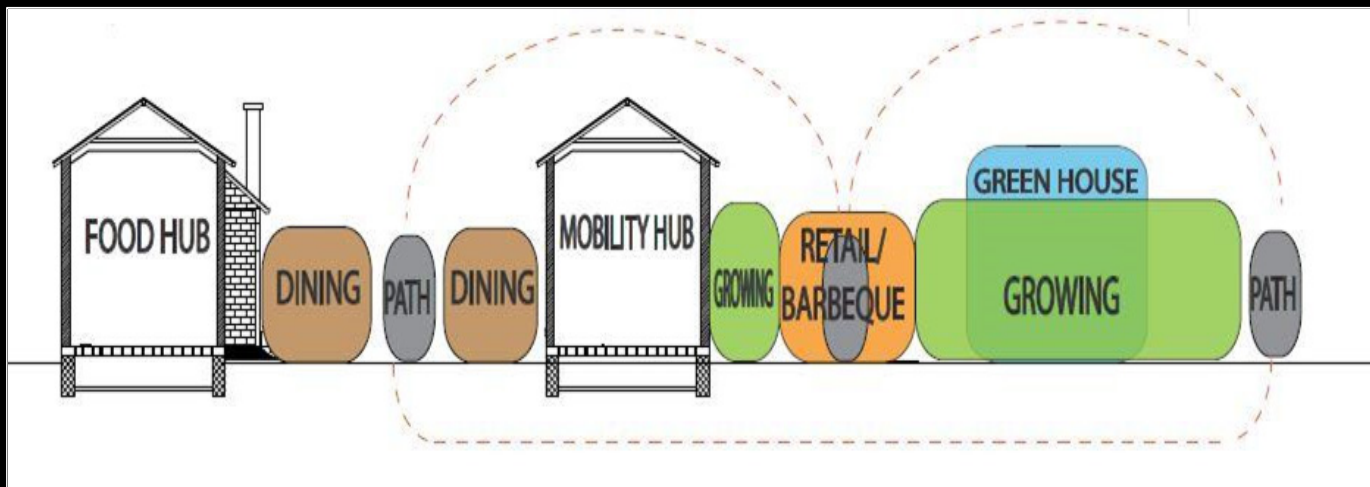 FOOD HUB
DINING
PATH
DINING
MOBILITY HUB
GROWING
RETAIL/
BARBEQUE
GREEN HOUSE
GROWING
PATH